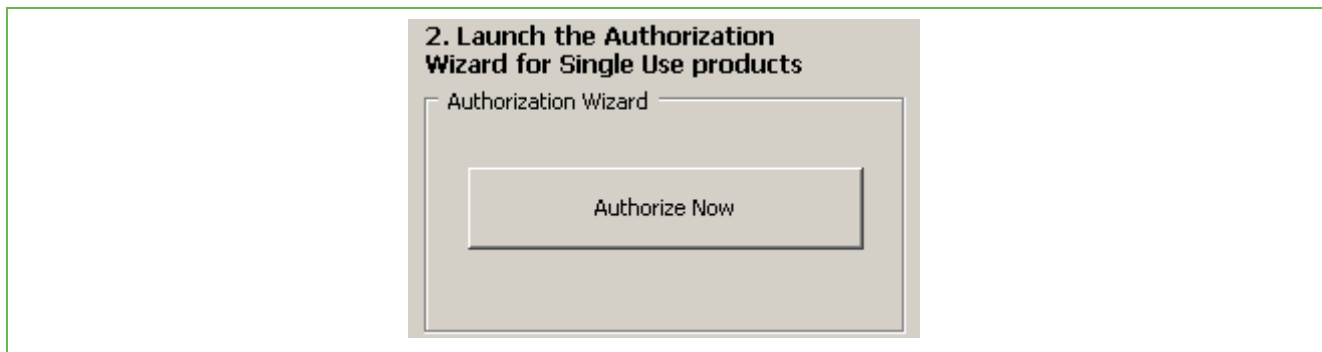 2. Launch the Authorization
Wizard for Single Use products
Authorization Wizard
Authorize Now